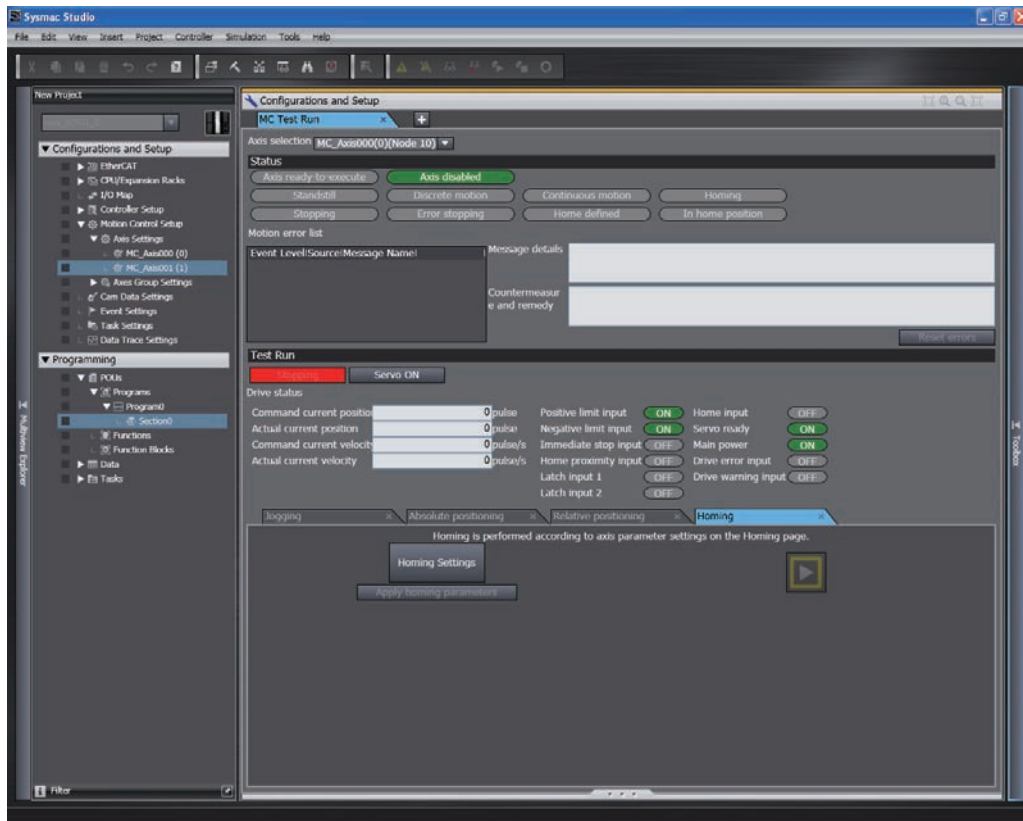 Sysmac Studio
File Edit View Insert Project Controller Simulation Tools Help
New Project
Configurations and Setup
EtherCAT
CPU/Expansion Racks
I/O Map
Controller Setup
Motion Control Setup
Axis Settings
MC_Axis000 (0)
MC_Axis001 (1)
Axes Group Settings
Cam Data Settings
Event Settings
Task Settings
Data Trace Settings
Programming
POUs
Programs
Program0
Section0
Functions
Function Blocks
Data
Tasks
Filter
Multiview Explorer
Configurations and Setup
MC Test Run
Axis selection MC_Axis000(0)(Node 10)
Status
Axis ready to execute Axis disabled
Standstill Discrete motion Continuous motion Homing
Stopping Error stopping Home defined In home position
Motion error list
Event Level|Source|Message Name|
Message details
Countermeasur
e and remedy
Reset errors
Test Run
Stopping Servo ON
Drive status
Command current position 0 pulse Positive limit input ON Home input OFF
Actual current position 0 pulse Negative limit input ON Servo ready ON
Command current velocity 0 pulse/s Immediate stop input OFF Main power ON
Actual current velocity 0 pulse/s Home proximity input OFF Drive error input OFF
Latch input 1 OFF Drive warning input OFF
Latch input 2 OFF
Jogging Absolute positioning Relative positioning Homing
Homing is performed according to axis parameter settings on the Homing page.
Homing Settings
Apply homing parameters
Toolbox